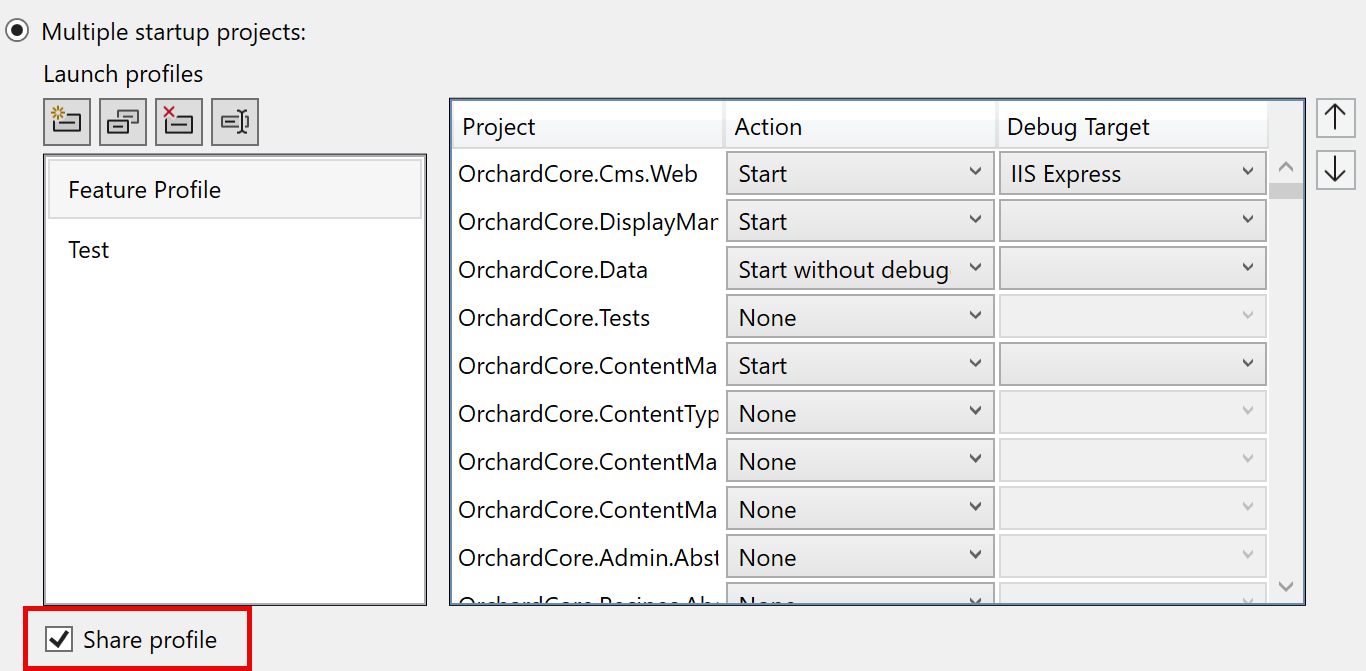 Multiple startup projects:
Launch profiles
Feature Profile
Test
Project Action Debug Target
OrchardCore.Cms.Web Start IIS Express
OrchardCore.DisplayMar Start
OrchardCore.Data Start without debug
OrchardCore.Tests None
OrchardCore.ContentMa Start
OrchardCore.ContentTyp None
OrchardCore.ContentMa None
OrchardCore.ContentMa None
OrchardCore.Admin.Abst None
Share profile